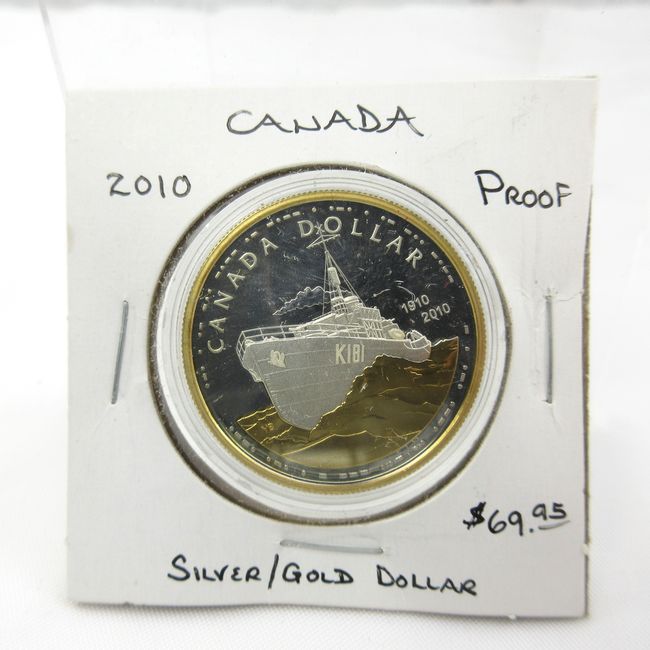 CANADA
2010
PROOF
CANADA DOLLAR
1910
2010
K181
$69.95
SILVER/GOLD DOLLAR